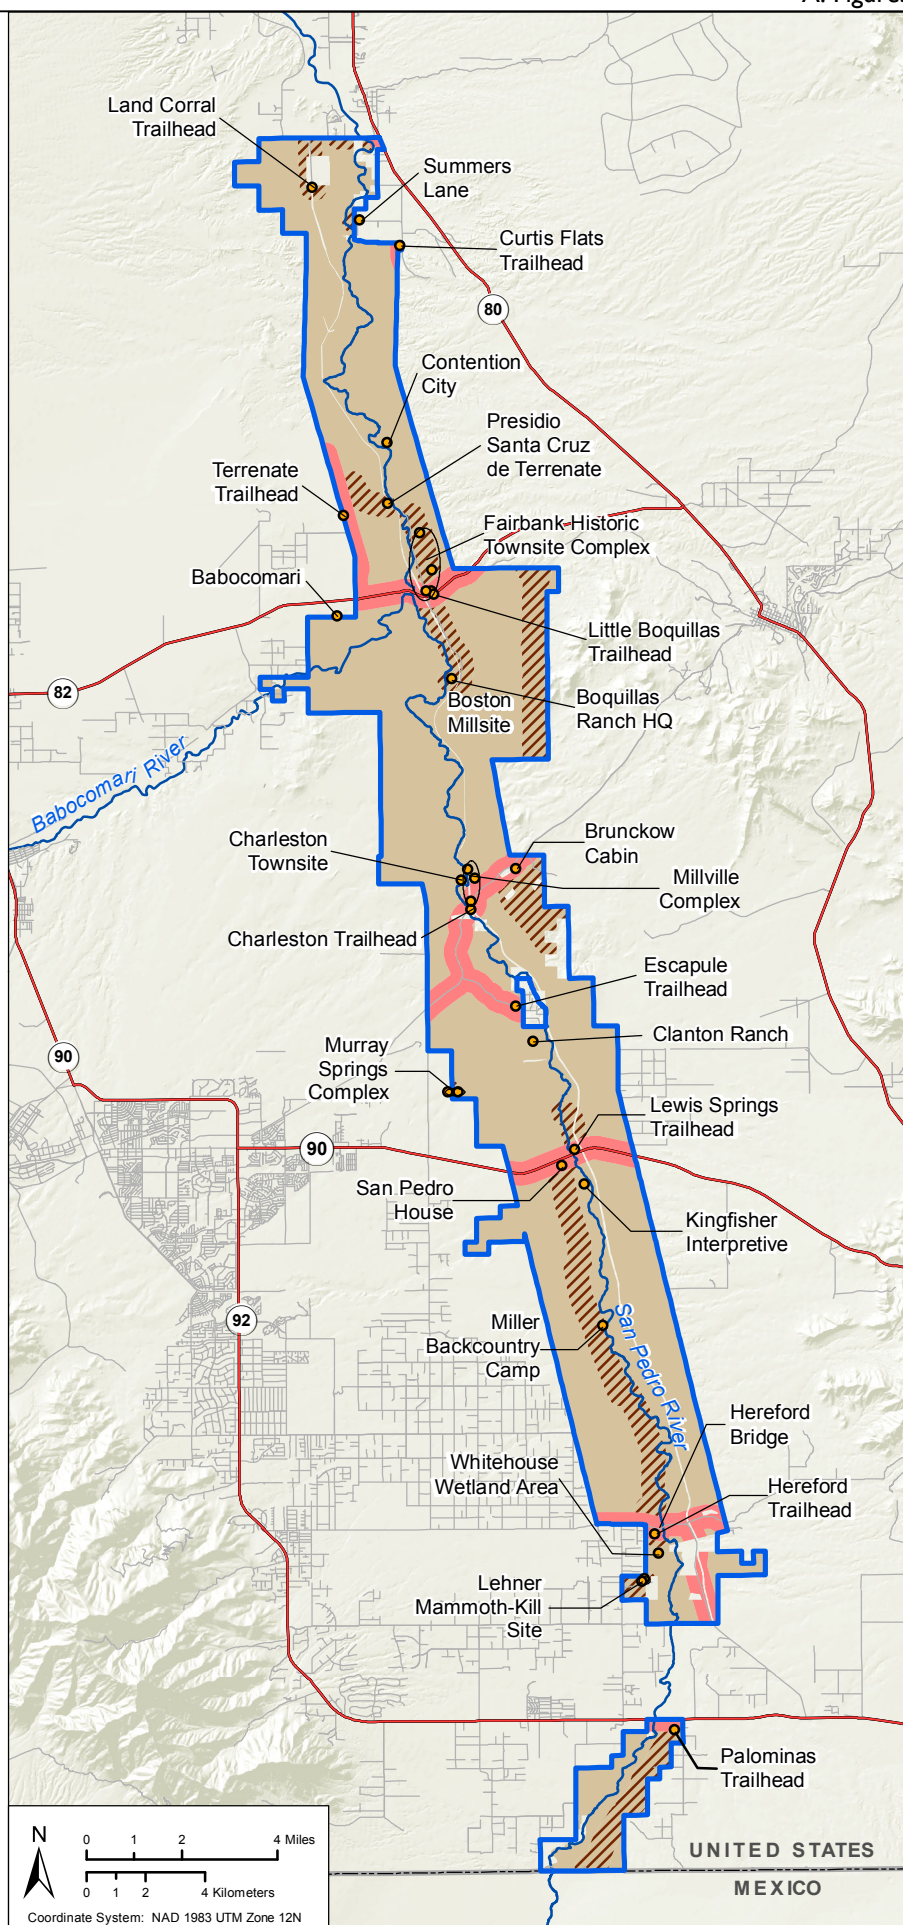 Land Corral
Trailhead
Summers
Lane
Curtis Flats
Trailhead
80
Contention
City
Presidio
Santa Cruz
de Terrenate
Terrenate
Trailhead
Fairbank Historic
Townsite Complex
Babocomari
Little Boquillas
Trailhead
82
Boston
Millsite
Boquillas
Ranch HQ
Babocomari River
Charleston
Townsite
Brunckow
Cabin
Millville
Complex
Charleston Trailhead
Escapule
Trailhead
Clanton Ranch
90
Murray
Springs
Complex
Lewis Springs
Trailhead
90
San Pedro
House
Kingfisher
Interpretive
92
Miller
Backcountry
Camp
San Pedro River
Hereford
Bridge
Whitehouse
Wetland Area
Hereford
Trailhead
Lehner
Mammoth-Kill
Site
Palominas
Trailhead
UNITED STATES
MEXICO
N
0 1 2 4 Miles
0 1 2 4 Kilometers
Coordinate System: NAD 1983 UTM Zone 12N